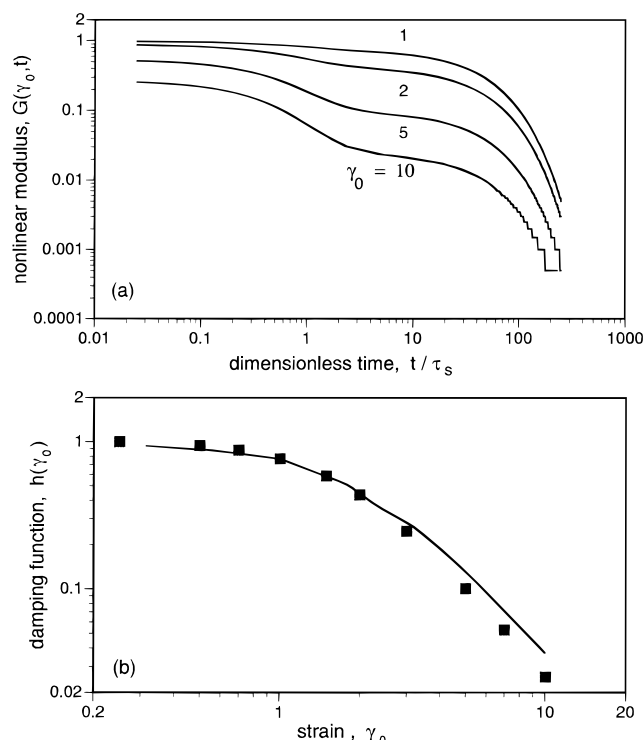 2
1
0.1
0.01
0.001
0.0001
nonlinear modulus, G(γ₀,t)
1
2
5
γ₀ = 10
(a)
0.01 0.1 1 10 100 1000
dimensionless time, t / τₛ
2
1
0.1
0.02
damping function, h(γ₀)
(b)
0.2 1 10 20
strain , γ₀